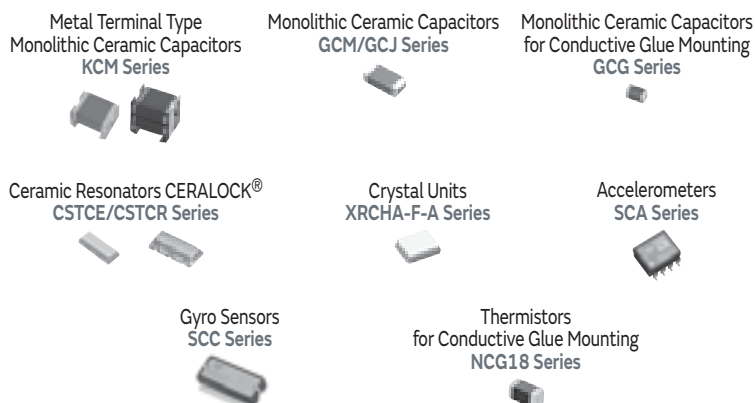 Metal Terminal Type
Monolithic Ceramic Capacitors
KCM Series
Monolithic Ceramic Capacitors
GCM/GCJ Series
Monolithic Ceramic Capacitors
for Conductive Glue Mounting
GCG Series
Ceramic Resonators CERALOCK®
CSTCE/CSTCR Series
Crystal Units
XRCHA-F-A Series
Accelerometers
SCA Series
Gyro Sensors
SCC Series
Thermistors
for Conductive Glue Mounting
NCG18 Series